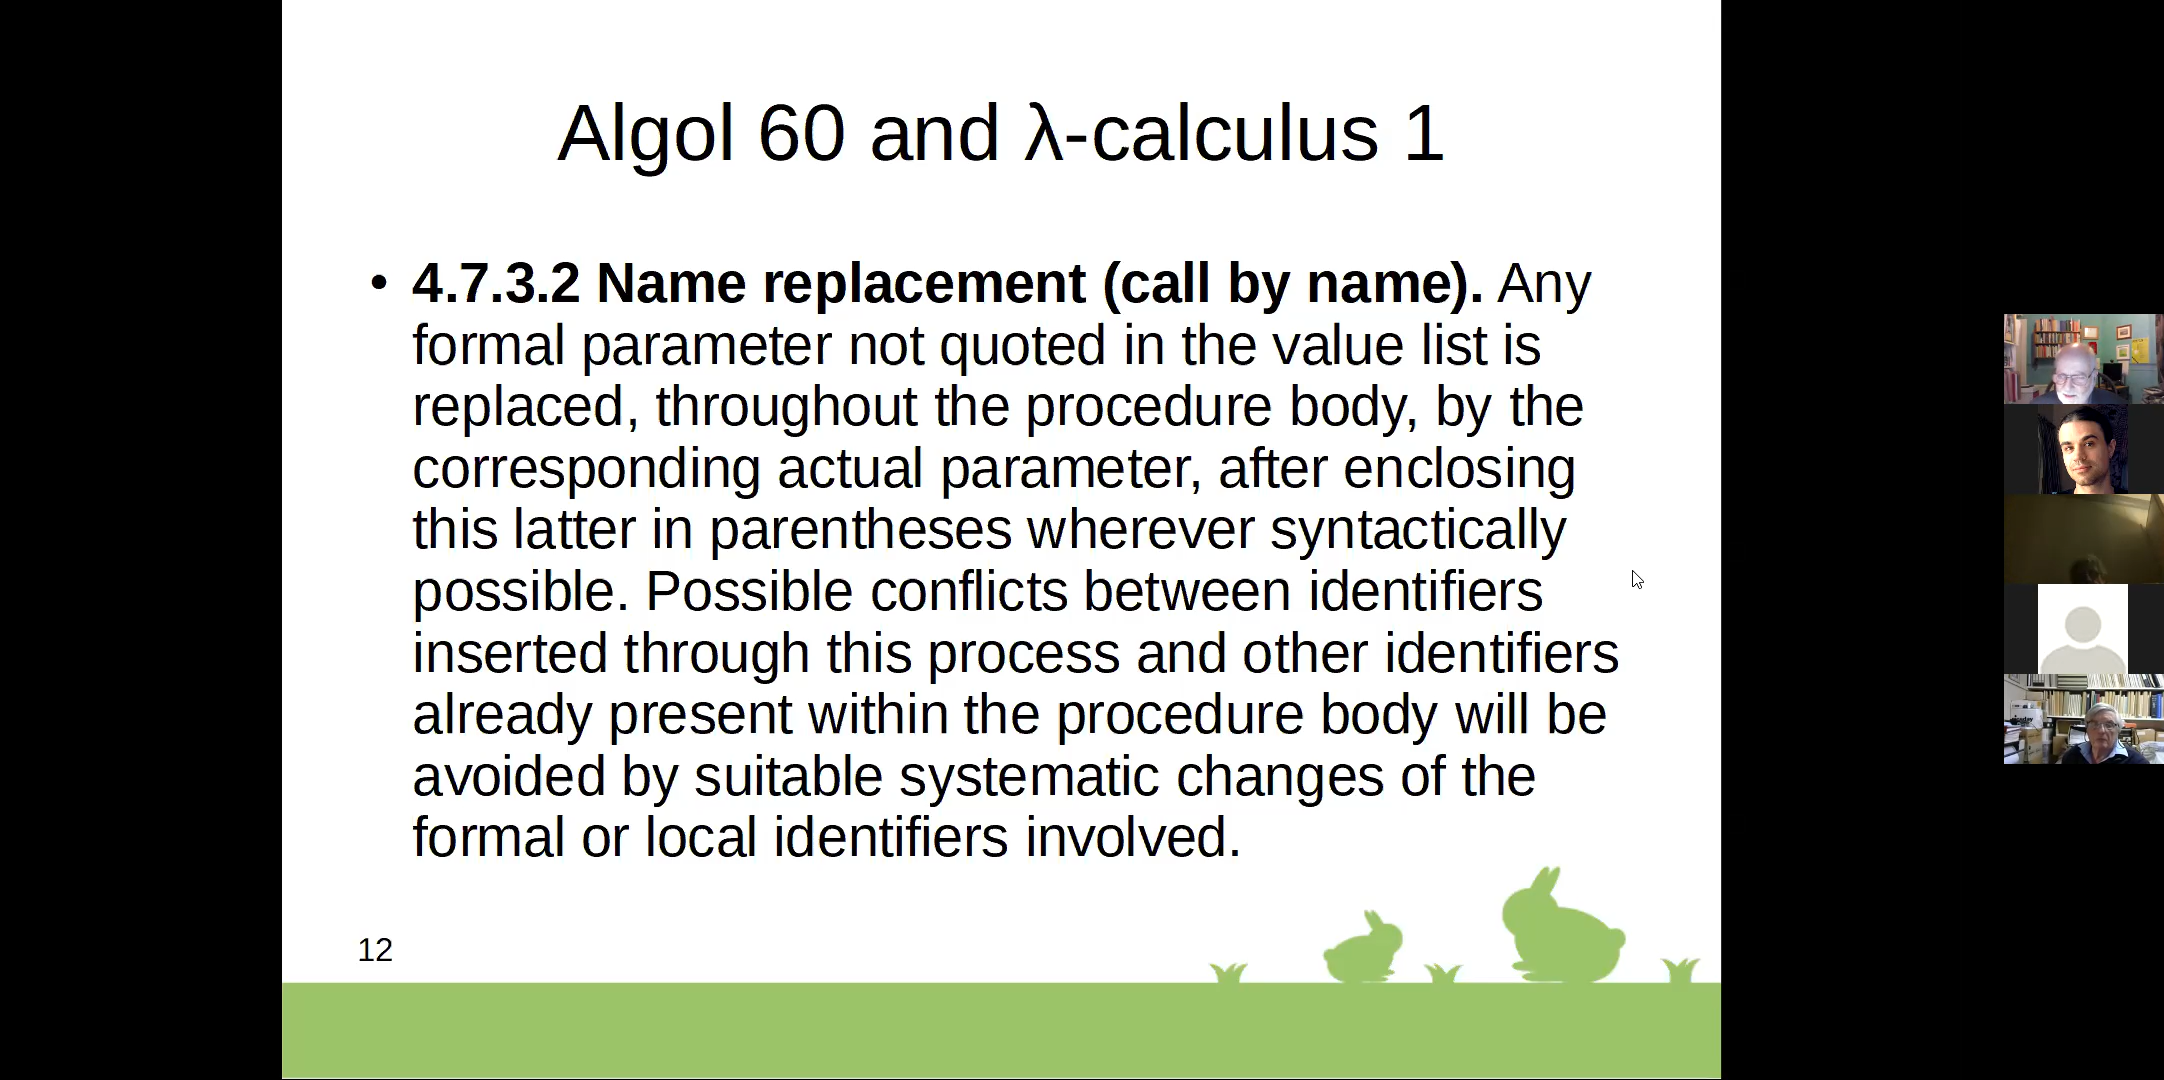 Algol 60 and λ-calculus 1
• 4.7.3.2 Name replacement (call by name). Any
formal parameter not quoted in the value list is
replaced, throughout the procedure body, by the
corresponding actual parameter, after enclosing
this latter in parentheses wherever syntactically
possible. Possible conflicts between identifiers
inserted through this process and other identifiers
already present within the procedure body will be
avoided by suitable systematic changes of the
formal or local identifiers involved.
12